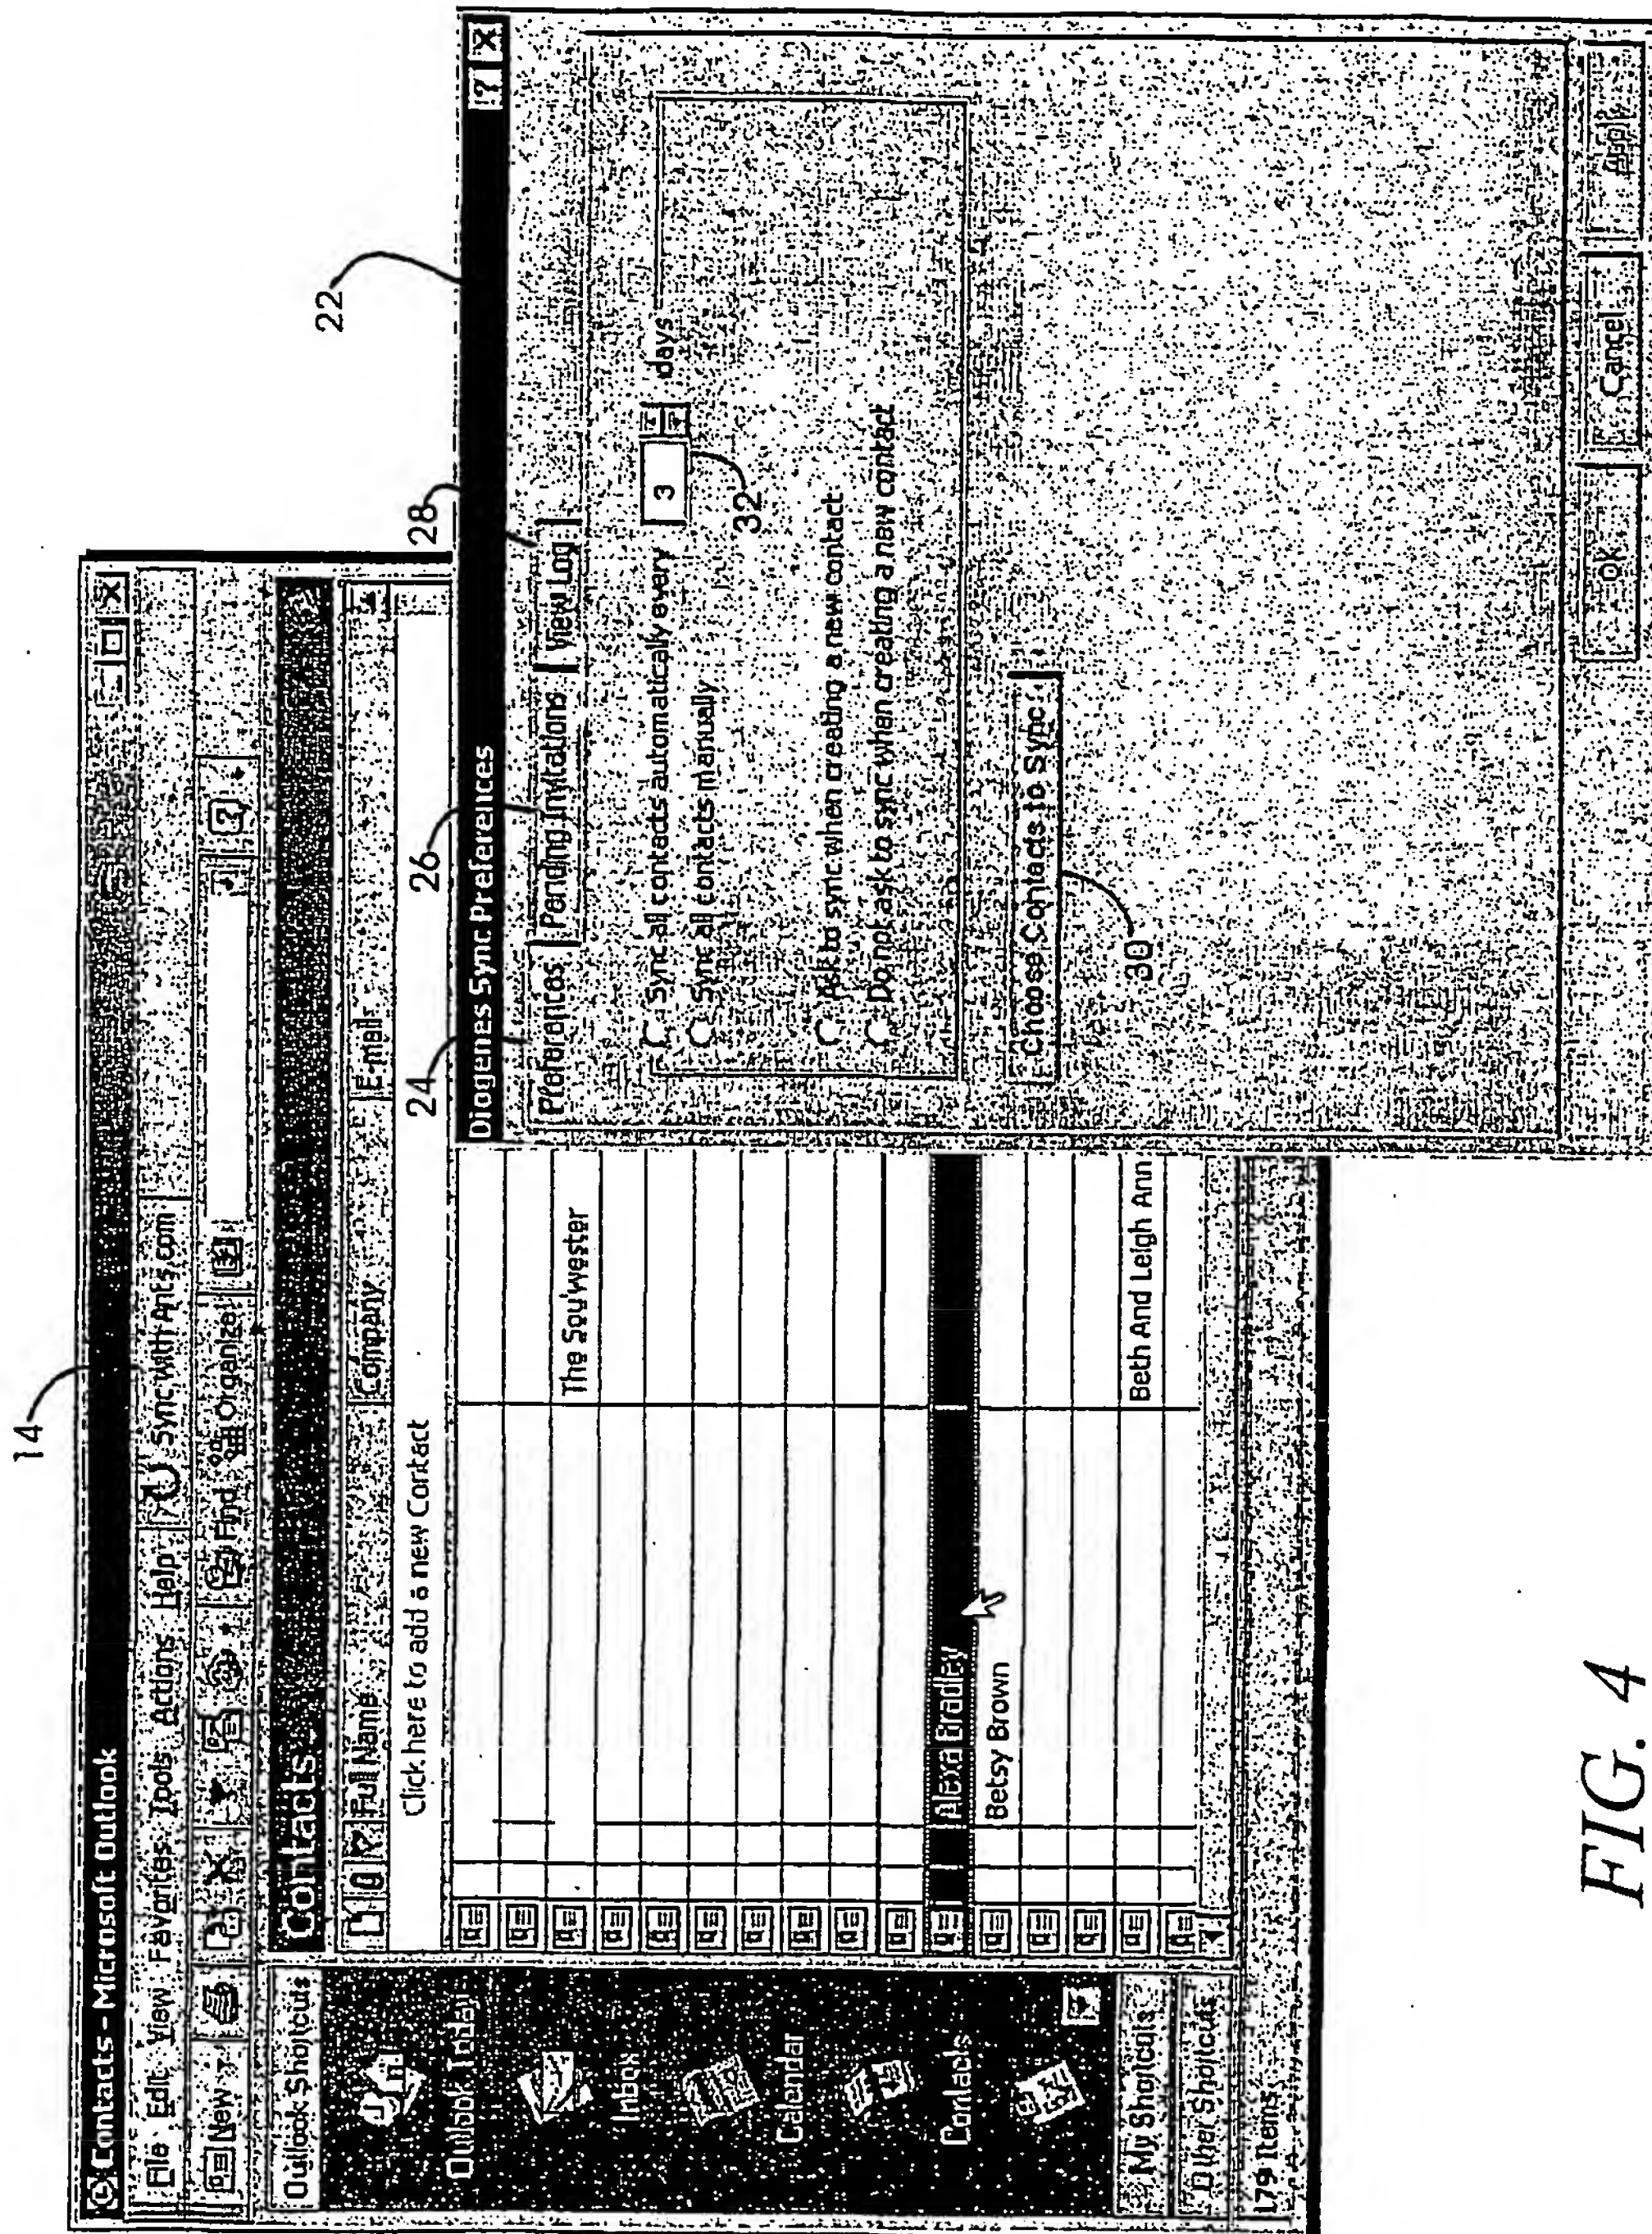 14
Contacts - Microsoft Outlook
File Edit View Favorites Tools Actions Help Sync with Ants.com
New Find Organize
Contacts
Outlook Shortcuts
Full Name Company E-mail
Click here to add a new Contact
The Sou'wester
Alexa Bradley
Betsy Brown
Beth And Leigh Ann
Outlook Today
Inbox
Calendar
Contacts
My Shortcuts
Other Shortcuts
179 Items
22
24
26
28
Diogenes Sync Preferences
Preferences Pending Invitations View Log
Sync all contacts automatically every 3 days
32
Sync all contacts manually
Ask to sync when creating a new contact
Do not ask to sync when creating a new contact
Choose Contacts to Sync
30
OK Cancel Apply
FIG. 4